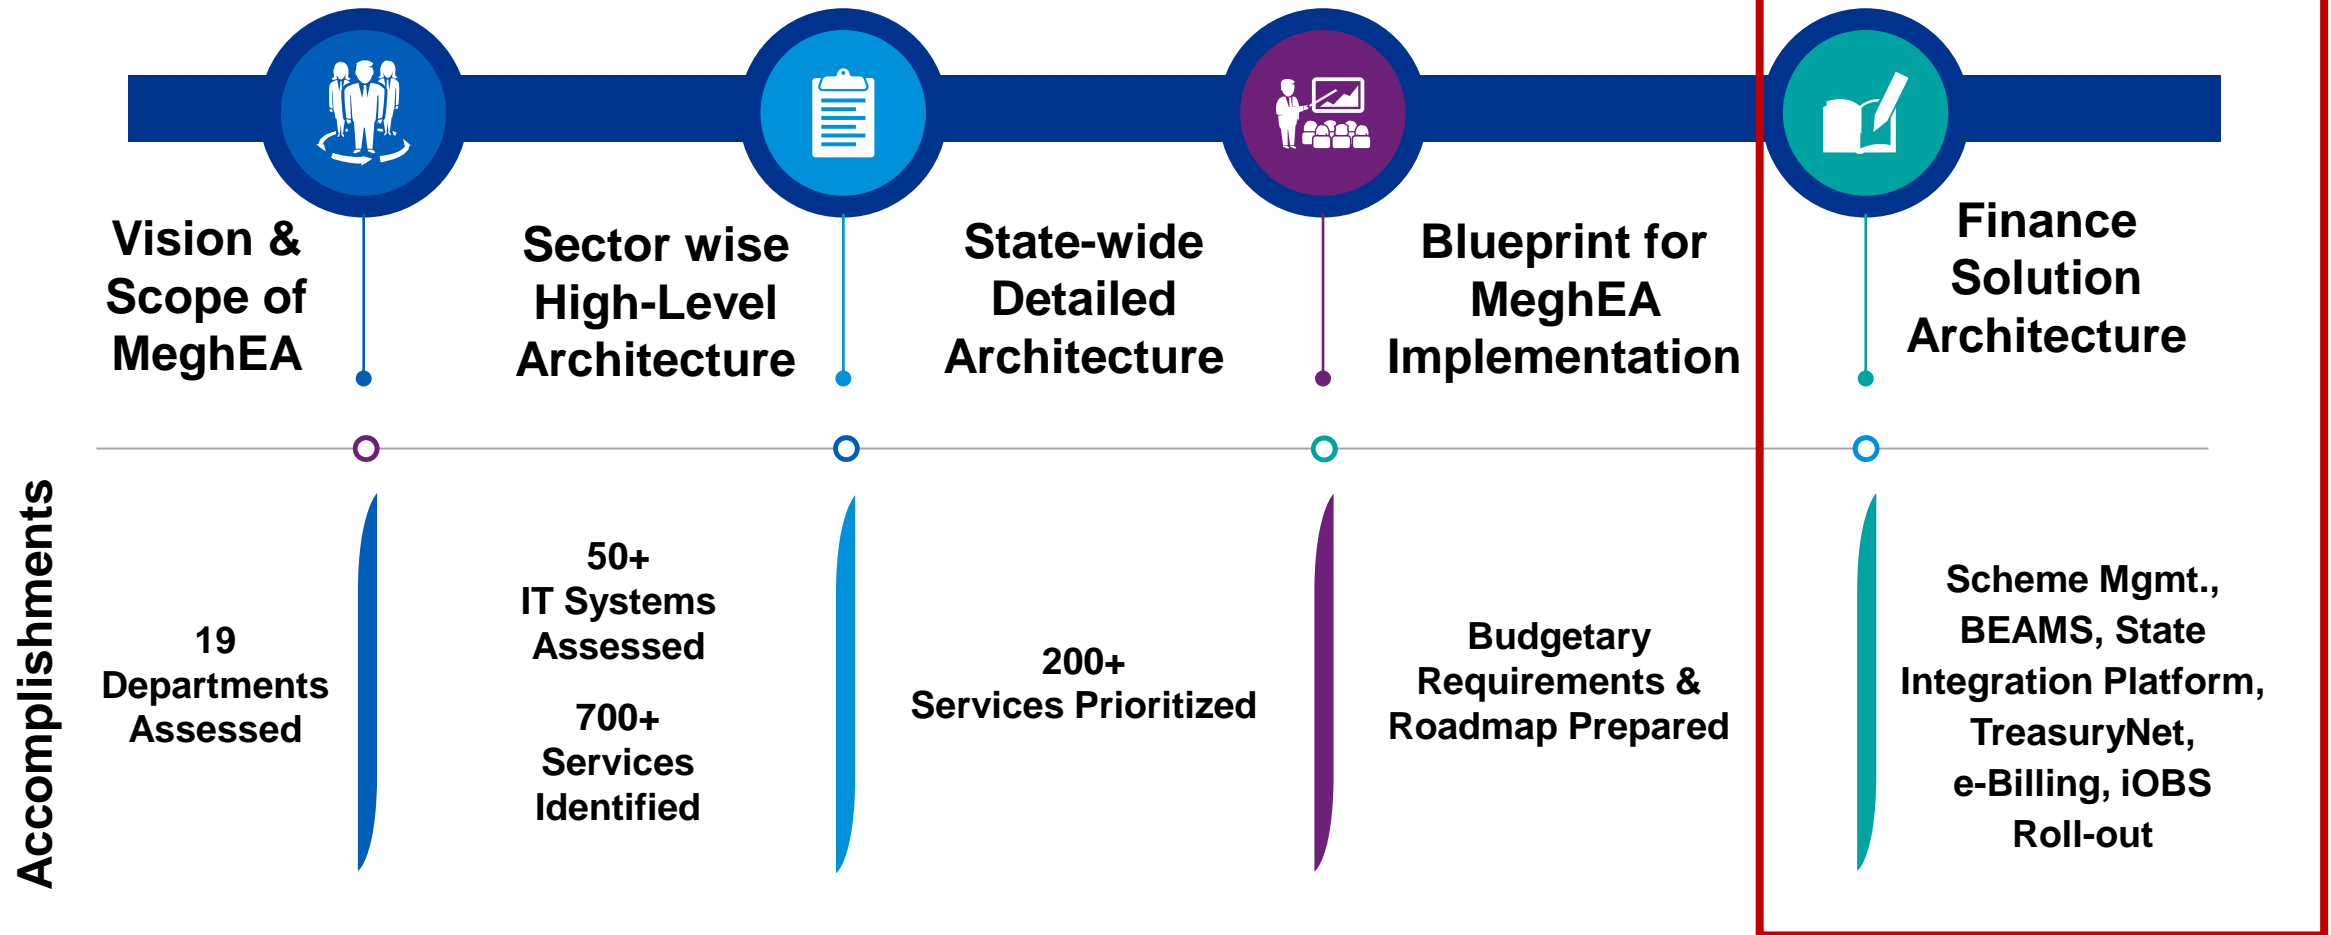 Vision &
Scope of
MeghEA
Sector wise
High-Level
Architecture
State-wide
Detailed
Architecture
Blueprint for
MeghEA
Implementation
Finance
Solution
Architecture
Accomplishments
19
Departments
Assessed
50+
IT Systems
Assessed
700+
Services
Identified
200+
Services Prioritized
Budgetary
Requirements &
Roadmap Prepared
Scheme Mgmt.,
BEAMS, State
Integration Platform,
TreasuryNet,
e-Billing, iOBS
Roll-out